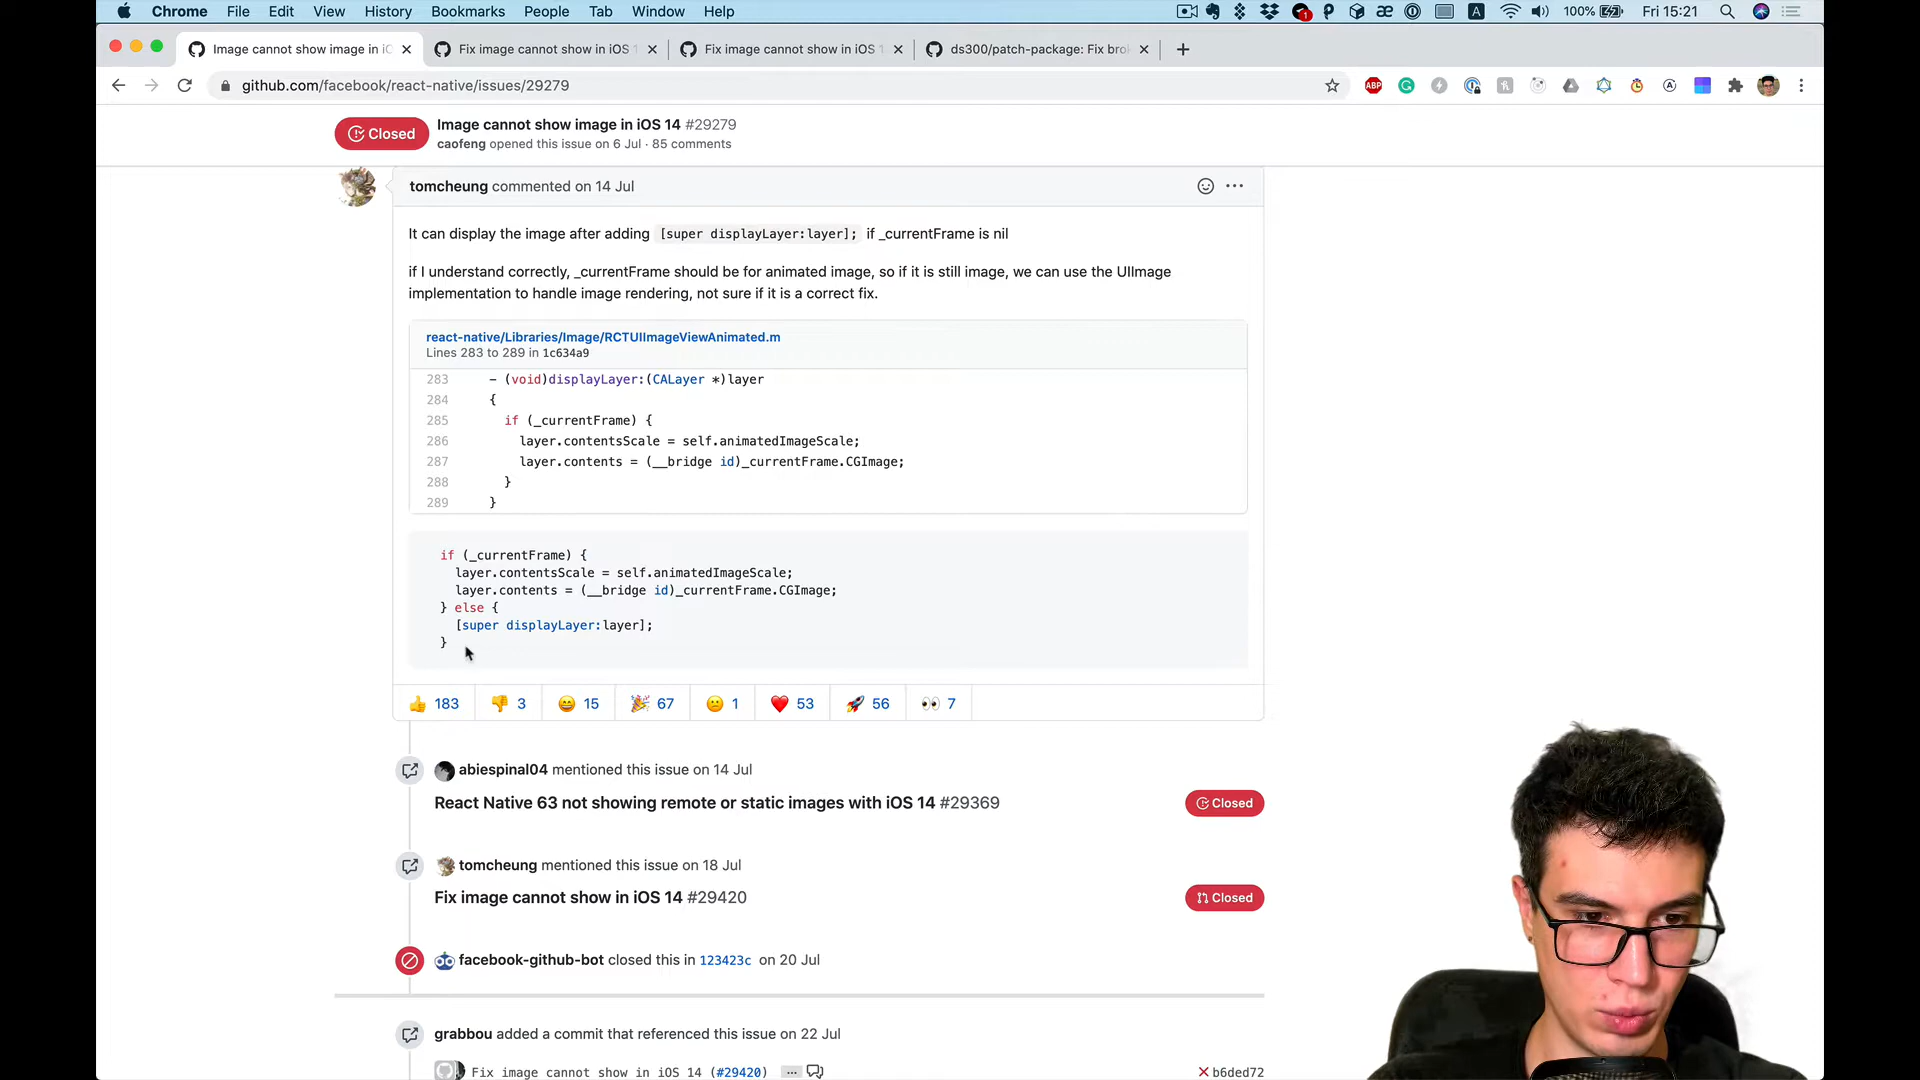 Chrome File Edit View History Bookmarks People Tab Window Help 100% Fri 15:21
Image cannot show image in iO
Fix image cannot show in iOS 1
Fix image cannot show in iOS 1
ds300/patch-package: Fix bro
github.com/facebook/react-native/issues/29279
Closed
Image cannot show image in iOS 14 #29279
caofeng opened this issue on 6 Jul · 85 comments
tomcheung commented on 14 Jul
It can display the image after adding [super displayLayer:layer]; if _currentFrame is nil
if I understand correctly, _currentFrame should be for animated image, so if it is still image, we can use the UIImage
implementation to handle image rendering, not sure if it is a correct fix.
react-native/Libraries/Image/RCTUIImageViewAnimated.m
Lines 283 to 289 in 1c634a9
283 - (void)displayLayer:(CALayer *)layer
284 {
285 if (_currentFrame) {
286 layer.contentsScale = self.animatedImageScale;
287 layer.contents = (__bridge id)_currentFrame.CGImage;
288 }
289 }
if (_currentFrame) {
layer.contentsScale = self.animatedImageScale;
layer.contents = (__bridge id)_currentFrame.CGImage;
} else {
[super displayLayer:layer];
}
👍 183 👎 3 😄 15 🎉 67 😕 1 ❤️ 53 🚀 56 👀 7
abiespinal04 mentioned this issue on 14 Jul
React Native 63 not showing remote or static images with iOS 14 #29369
Closed
tomcheung mentioned this issue on 18 Jul
Fix image cannot show in iOS 14 #29420
Closed
facebook-github-bot closed this in 123423c on 20 Jul
grabbou added a commit that referenced this issue on 22 Jul
Fix image cannot show in iOS 14 (#29420) ... b6ded72